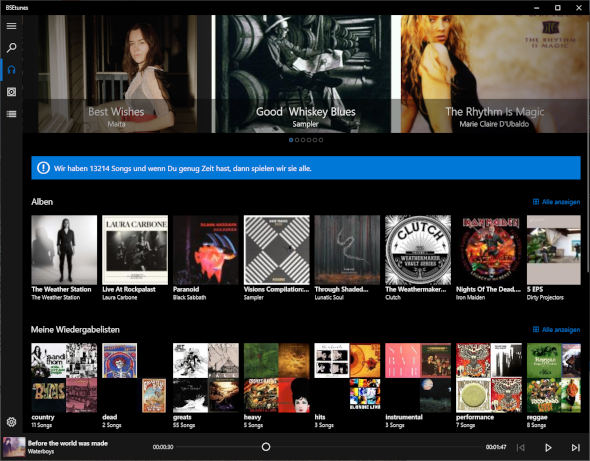 BSEtunes
THE RHYTHM
IS MAGIC
Best Wishes
Maita
Good Whiskey Blues
Sampler
The Rhythm Is Magic
Marie Claire D'Ubaldo
Wir haben 13214 Songs und wenn Du genug Zeit hast, dann spielen wir sie alle.
Alben
Alle anzeigen
LAURA CARBONE
CLUTCH
WEATHERMAKER
VAULT SERIES
IRON MAIDEN
The Weather Station
The Weather Station
Live At Rockpalast
Laura Carbone
Paranoid
Black Sabbath
Visions Compilation:...
Sampler
Through Shaded...
Lunatic Soul
The Weathermaker...
Clutch
Nights Of The Dead....
Iron Maiden
5 EPS
Dirty Projectors
Meine Wiedergabelisten
Alle anzeigen
BLONDIE LIVE
country
11 Songs
dead
2 Songs
greats
55 Songs
heavy
5 Songs
hits
3 Songs
instrumental
3 Songs
performance
7 Songs
reggae
8 Songs
Before the world was made
Waterboys
00:00:30
00:01:47